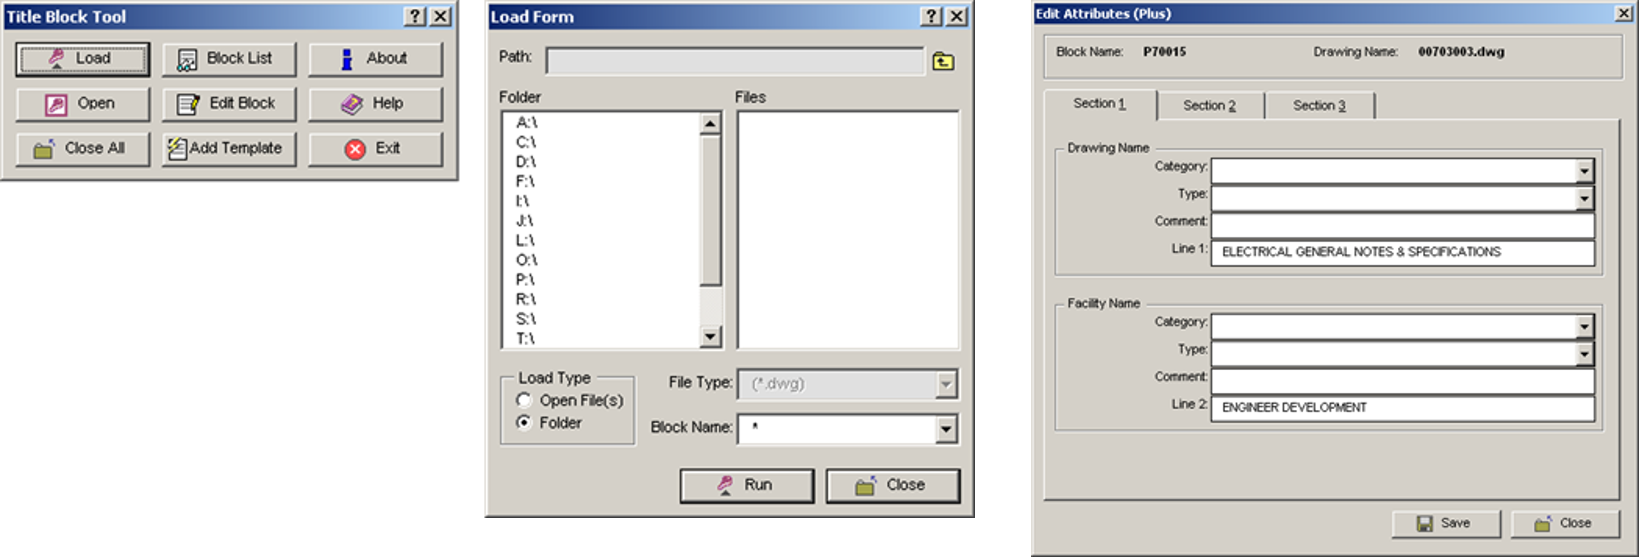 Title Block Tool
Load
Block List
About
Open
Edit Block
Help
Close All
Add Template
Exit
Load Form
Path:
Folder
Files
A:\
C:\
D:\
F:\
I:\
J:\
L:\
O:\
P:\
R:\
S:\
T:\
Load Type
Open File(s)
Folder
File Type: (*.dwg)
Block Name: *
Run
Close
Edit Attributes (Plus)
Block Name: P70015 Drawing Name: 00703003.dwg
Section 1 Section 2 Section 3
Drawing Name
Category:
Type:
Comment:
Line 1: ELECTRICAL GENERAL NOTES & SPECIFICATIONS
Facility Name
Category:
Type:
Comment:
Line 2: ENGINEER DEVELOPMENT
Save
Close